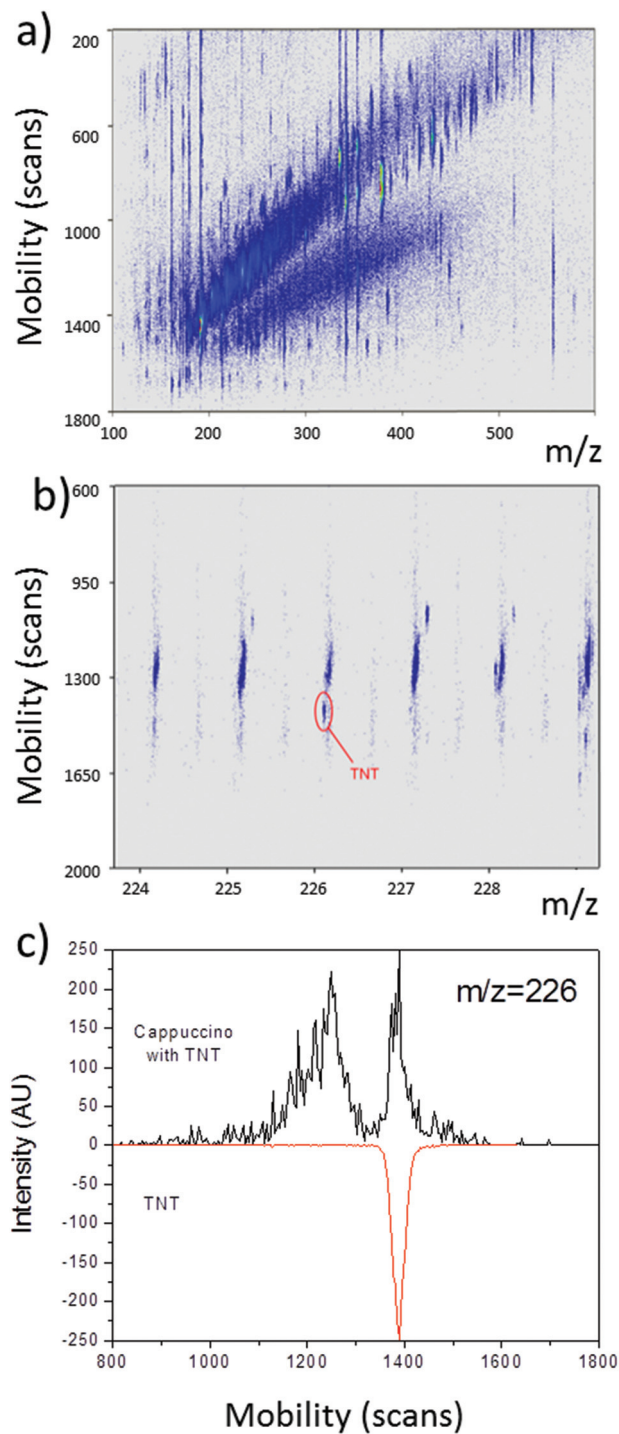 a)
200
600
1000
1400
1800
Mobility (scans)
100 200 300 400 500
m/z
b)
600
950
1300
1650
2000
Mobility (scans)
TNT
224 225 226 227 228
m/z
c)
250
200
150
100
50
0
-50
-100
-150
-200
-250
Intensity (AU)
m/z=226
Cappuccino
with TNT
TNT
800 1000 1200 1400 1600 1800
Mobility (scans)